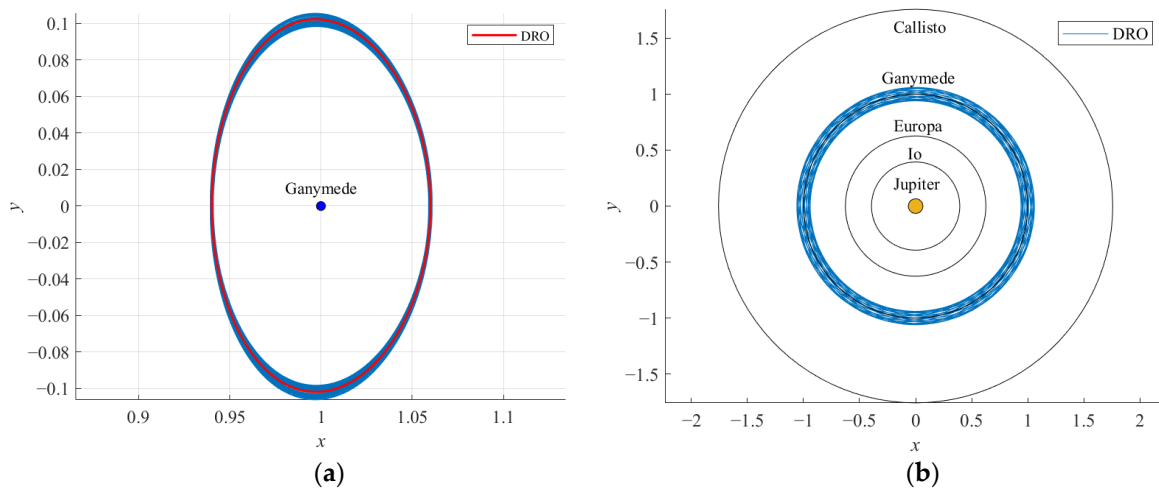 0.1
0.08
0.06
0.04
0.02
0
−0.02
−0.04
−0.06
−0.08
−0.1
y
DRO
Ganymede
0.9
0.95
1
1.05
1.1
x
(a)
1.5
1
0.5
0
−0.5
−1
−1.5
y
DRO
Callisto
Ganymede
Europa
Io
Jupiter
−2
−1.5
−1
−0.5
0
0.5
1
1.5
2
x
(b)